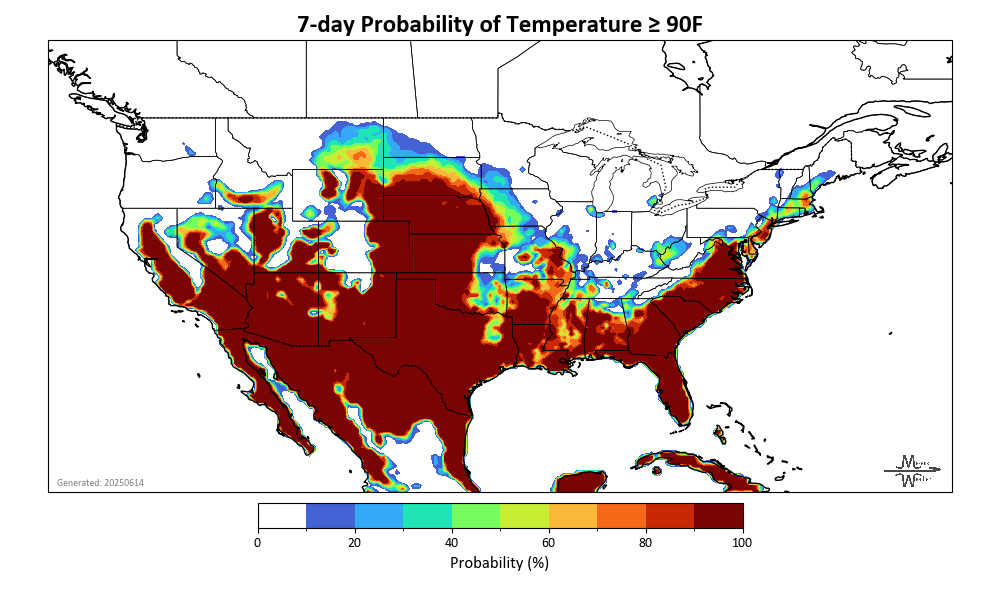 7-day Probability of Temperature ≥ 90F
Generated: 20250614
0 20 40 60 80 100
Probability (%)